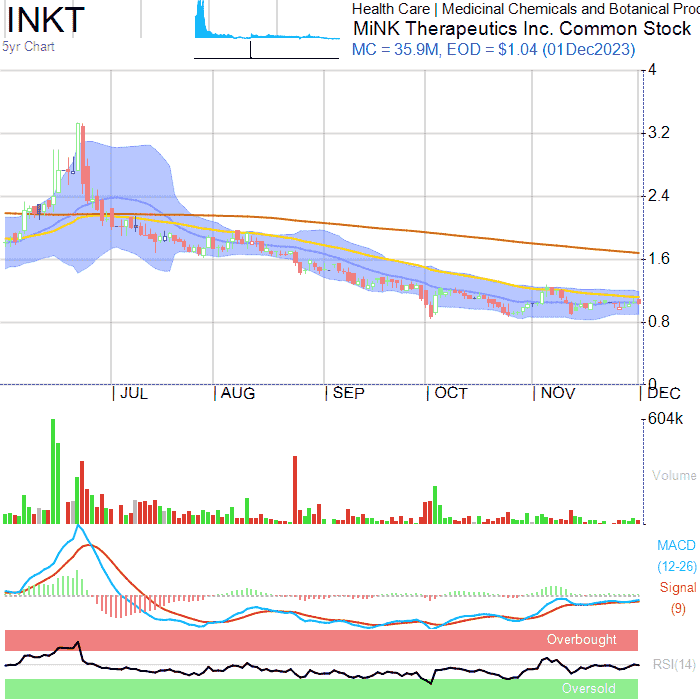 INKT
5yr Chart
Health Care | Medicinal Chemicals and Botanical Proc
MiNK Therapeutics Inc. Common Stock
MC = 35.9M, EOD = $1.04 (01Dec2023)
4
3.2
2.4
1.6
0.8
0
JUL
AUG
SEP
OCT
NOV
DEC
604k
Volume
MACD
(12-26)
Signal
(9)
Overbought
RSI(14)
Oversold